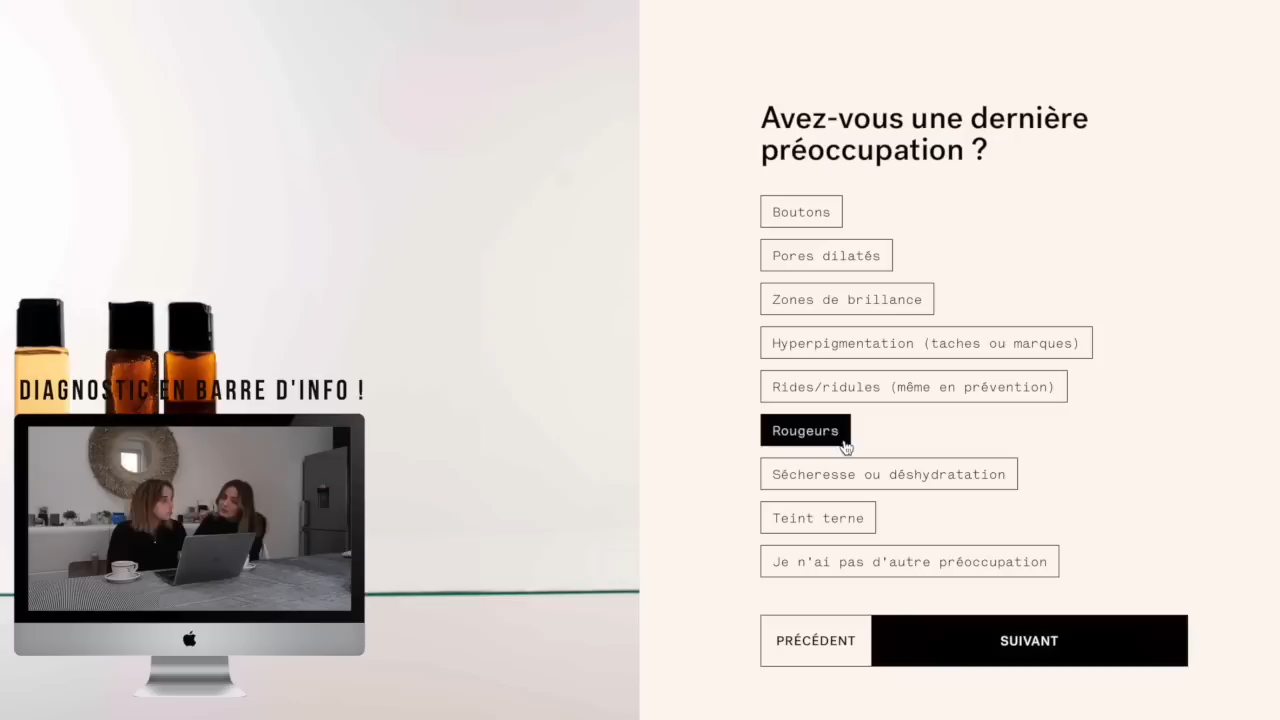 Avez-vous une dernière
préoccupation ?
Boutons
Pores dilatés
Zones de brillance
Hyperpigmentation (taches ou marques)
Rides/ridules (même en prévention)
Rougeurs
Sécheresse ou déshydratation
Teint terne
Je n'ai pas d'autre préoccupation
PRÉCÉDENT
SUIVANT
DIAGNOSTIC EN BARRE D'INFO !